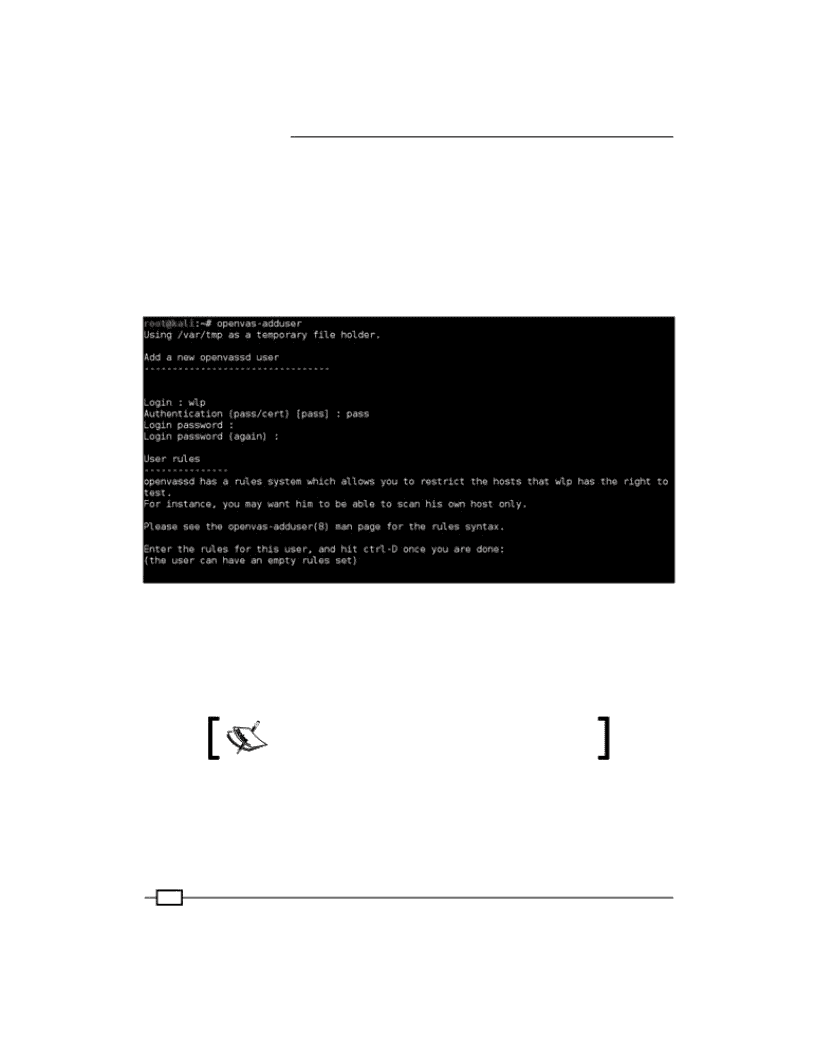 root@kali:~# openvas-adduser
Using /var/tmp as a temporary file holder.
Add a new openvassd user
---------------------------------
Login : wlp
Authentication (pass/cert) [pass] : pass
Login password :
Login password (again) :
User rules
---------------
openvassd has a rules system which allows you to restrict the hosts that wlp has the right to
test.
For instance, you may want him to be able to scan his own host only.
Please see the openvas-adduser(8) man page for the rules syntax.
Enter the rules for this user, and hit ctrl-D once you are done:
(the user can have an empty rules set)